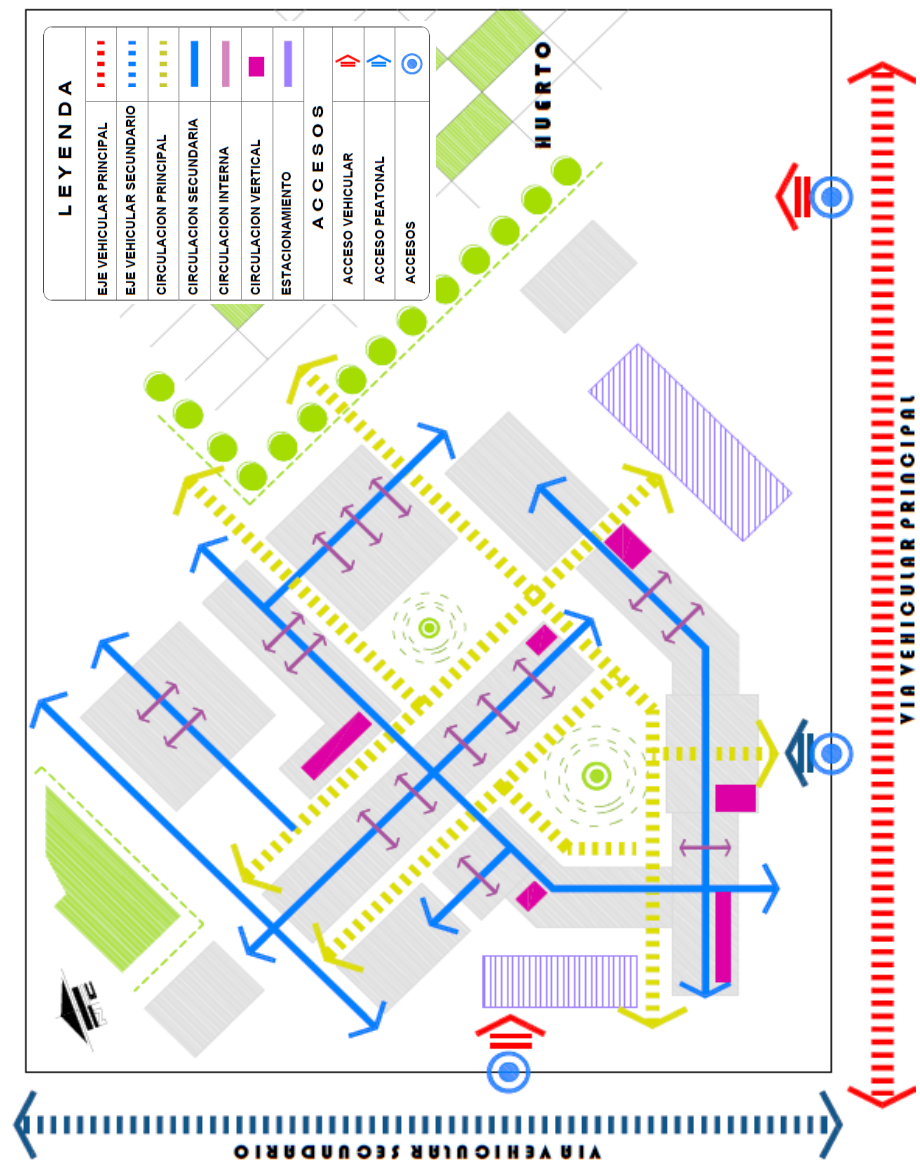 LEYENDA
EJE VEHICULAR PRINCIPAL
EJE VEHICULAR SECUNDARIO
CIRCULACION PRINCIPAL
CIRCULACION SECUNDARIA
CIRCULACION INTERNA
CIRCULACION VERTICAL
ESTACIONAMIENTO
ACCESOS
ACCESO VEHICULAR
ACCESO PEATONAL
ACCESOS
HUERTO
VIA VEHICULAR PRINCIPAL
VIA VEHICULAR SECUNDARIO